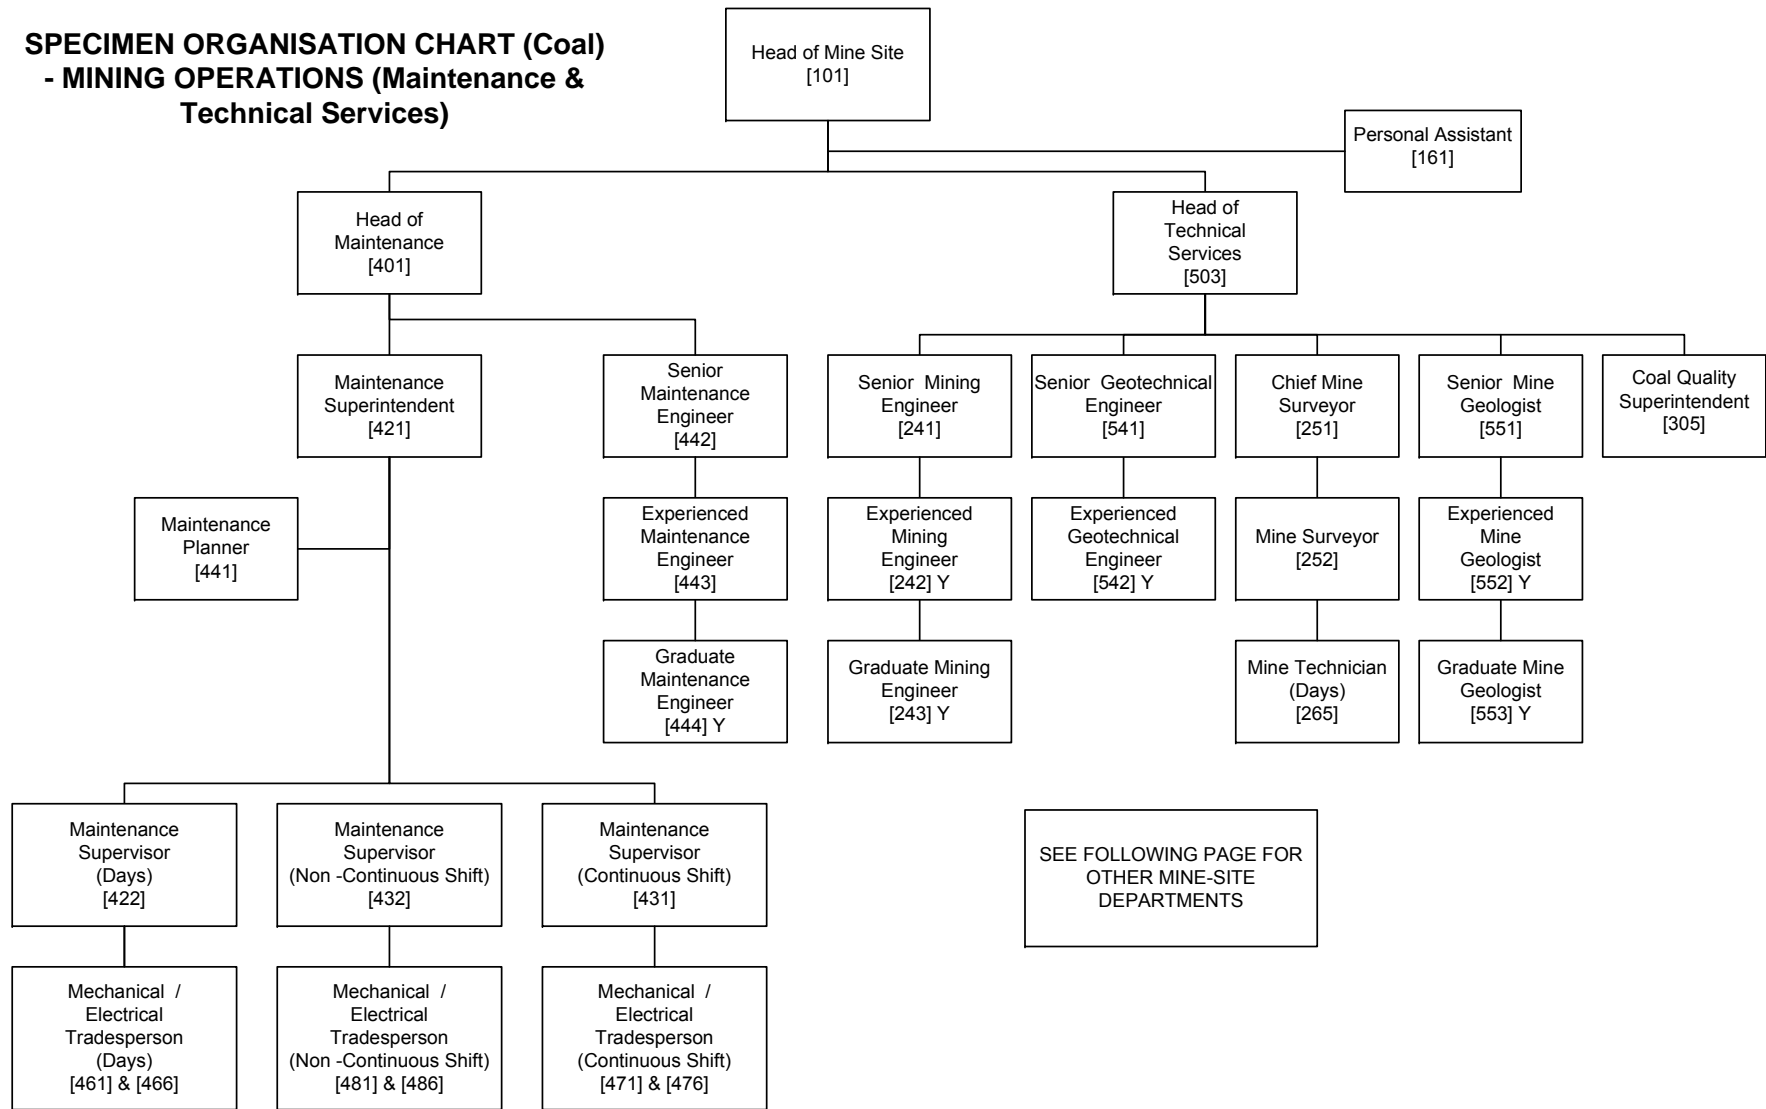 SPECIMEN ORGANISATION CHART (Coal)
- MINING OPERATIONS (Maintenance &
Technical Services)
Head of Mine Site
[101]
Personal Assistant
[161]
Head of
Maintenance
[401]
Head of
Technical
Services
[503]
Maintenance
Superintendent
[421]
Senior
Maintenance
Engineer
[442]
Senior Mining
Engineer
[241]
Senior Geotechnical
Engineer
[541]
Chief Mine
Surveyor
[251]
Senior Mine
Geologist
[551]
Coal Quality
Superintendent
[305]
Maintenance
Planner
[441]
Experienced
Maintenance
Engineer
[443]
Experienced
Mining
Engineer
[242] Y
Experienced
Geotechnical
Engineer
[542] Y
Mine Surveyor
[252]
Experienced
Mine
Geologist
[552] Y
Graduate
Maintenance
Engineer
[444] Y
Graduate Mining
Engineer
[243] Y
Mine Technician
(Days)
[265]
Graduate Mine
Geologist
[553] Y
Maintenance
Supervisor
(Days)
[422]
Maintenance
Supervisor
(Non -Continuous Shift)
[432]
Maintenance
Supervisor
(Continuous Shift)
[431]
SEE FOLLOWING PAGE FOR
OTHER MINE-SITE
DEPARTMENTS
Mechanical /
Electrical
Tradesperson
(Days)
[461] & [466]
Mechanical /
Electrical
Tradesperson
(Non -Continuous Shift)
[481] & [486]
Mechanical /
Electrical
Tradesperson
(Continuous Shift)
[471] & [476]